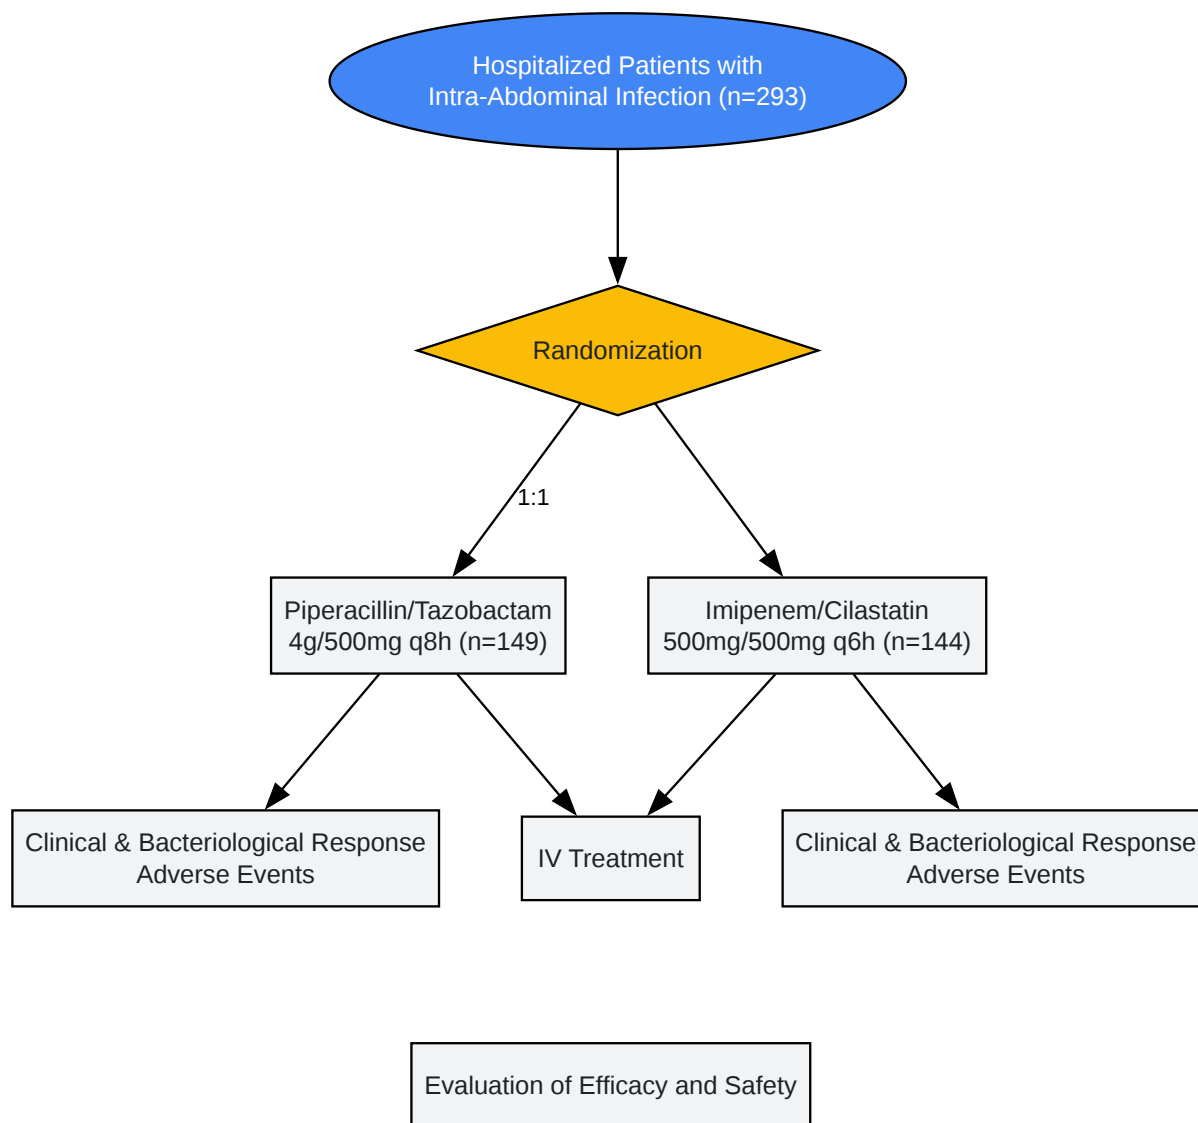 Hospitalized Patients with
Intra-Abdominal Infection (n=293)
Randomization
1:1
Piperacillin/Tazobactam
4g/500mg q8h (n=149)
Imipenem/Cilastatin
500mg/500mg q6h (n=144)
Clinical & Bacteriological Response
Adverse Events
IV Treatment
Clinical & Bacteriological Response
Adverse Events
Evaluation of Efficacy and Safety